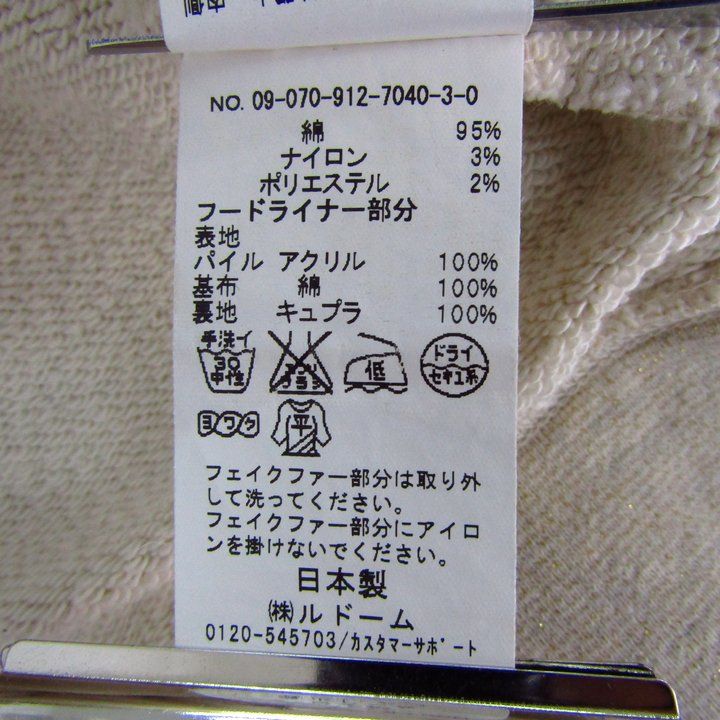 NO. 09-070-912-7040-3-0
綿 95%
ナイロン 3%
ポリエステル 2%
フードライナー部分
表地
パイル アクリル 100%
基布 綿 100%
裏地 キュプラ 100%
手洗イ
30
中性
エンソサラシ
低
ドライ
セキユ系
ヨワク
平
フェイクファー部分は取り外
して洗ってください。
フェイクファー部分にアイロ
ンを掛けないでください。
日本製
(株)ルドーム
0120-545703/カスタマーサポート